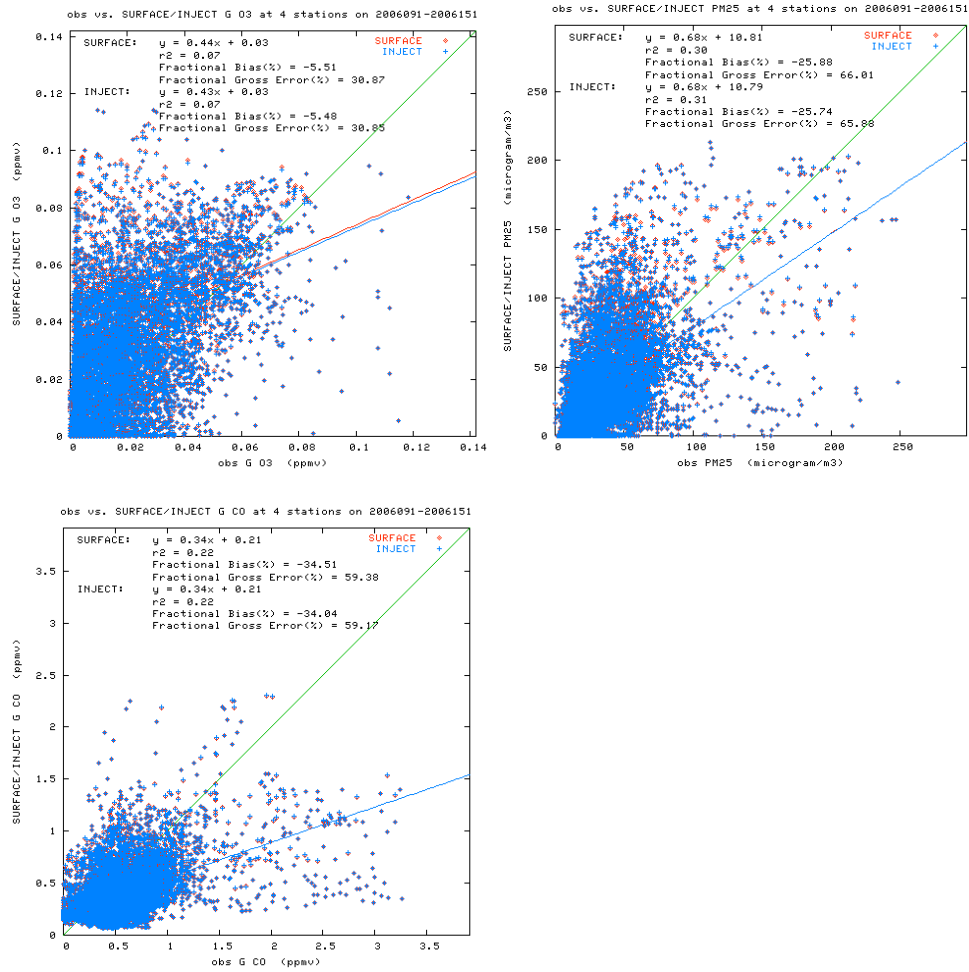 obs vs. SURFACE/INJECT G O3 at 4 stations on 2006091-2006151
SURFACE: y = 0.44x + 0.03
r2 = 0.07
Fractional Bias(%) = -5.51
Fractional Gross Error(%) = 30.87
INJECT: y = 0.43x + 0.03
r2 = 0.07
Fractional Bias(%) = -5.48
Fractional Gross Error(%) = 30.85
SURFACE
INJECT
0.14
0.12
0.1
0.08
0.06
0.04
0.02
0
SURFACE/INJECT G O3 (ppmv)
0 0.02 0.04 0.06 0.08 0.1 0.12 0.14
obs G O3 (ppmv)
obs vs. SURFACE/INJECT PM25 at 4 stations on 2006091-2006151
SURFACE: y = 0.68x + 10.81
r2 = 0.30
Fractional Bias(%) = -25.88
Fractional Gross Error(%) = 66.01
INJECT: y = 0.68x + 10.79
r2 = 0.31
Fractional Bias(%) = -25.74
Fractional Gross Error(%) = 65.88
SURFACE
INJECT
250
200
150
100
50
0
SURFACE/INJECT PM25 (microgram/m3)
0 50 100 150 200 250
obs PM25 (microgram/m3)
obs vs. SURFACE/INJECT G CO at 4 stations on 2006091-2006151
SURFACE: y = 0.34x + 0.21
r2 = 0.22
Fractional Bias(%) = -34.51
Fractional Gross Error(%) = 59.38
INJECT: y = 0.34x + 0.21
r2 = 0.22
Fractional Bias(%) = -34.04
Fractional Gross Error(%) = 59.17
SURFACE
INJECT
3.5
3
2.5
2
1.5
1
0.5
0
SURFACE/INJECT G CO (ppmv)
0 0.5 1 1.5 2 2.5 3 3.5
obs G CO (ppmv)